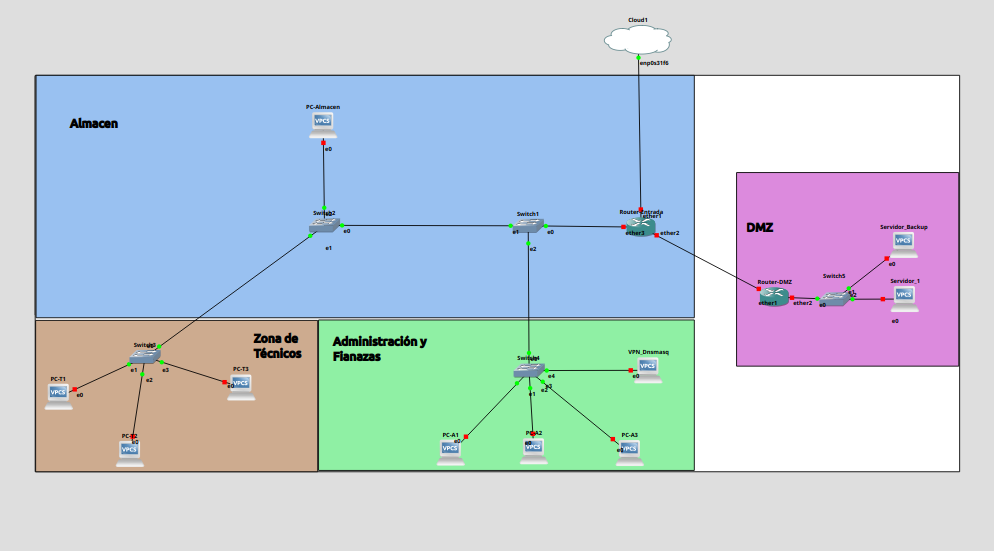 Cloud1
enp0s31f6
Almacen
PC-Almacen
VPCS
e0
Switch2
e0
e1
Switch1
e1
e0
e2
Router-Entrada
ether1
ether3
ether2
DMZ
Servidor_Backup
VPCS
e0
Router-DMZ
ether1
ether2
Switch5
e0
Servidor_1
VPCS
e0
Zona de
Técnicos
Switch3
e1
e2
e3
PC-T1
VPCS
e0
PC-T3
VPCS
e0
VPCS
e0
Administración y
Fianazas
Switch4
e4
e3
e2
e1
VPN_Dnsmasq
VPCS
e0
PC-A1
VPCS
e0
PC-A2
VPCS
e0
PC-A3
VPCS
e0